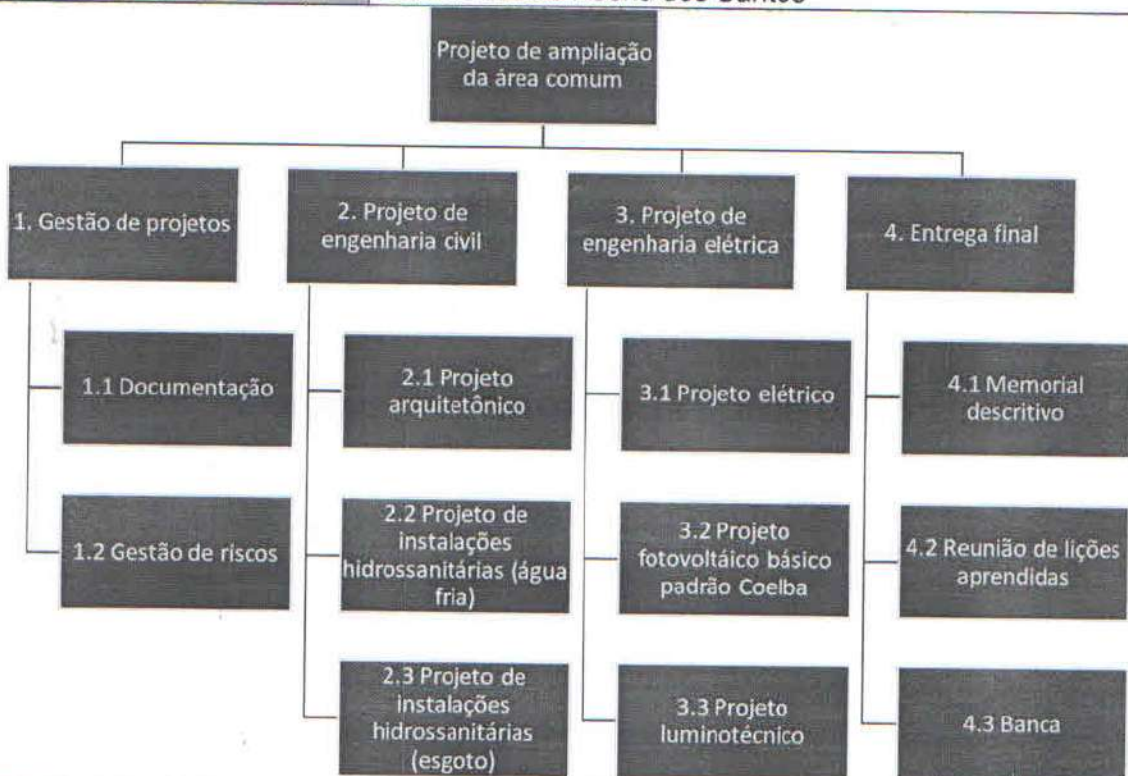 dos Santos
Projeto de ampliação
da área comum
1. Gestão de projetos
2. Projeto de
engenharia civil
3. Projeto de
engenharia elétrica
4. Entrega final
1.1 Documentação
2.1 Projeto
arquitetônico
3.1 Projeto elétrico
4.1 Memorial
descritivo
1.2 Gestão de riscos
2.2 Projeto de
instalações
hidrossanitárias (água
fria)
3.2 Projeto
fotovoltáico básico
padrão Coelba
4.2 Reunião de lições
aprendidas
2.3 Projeto de
instalações
hidrossanitárias
(esgoto)
3.3 Projeto
luminotécnico
4.3 Banca